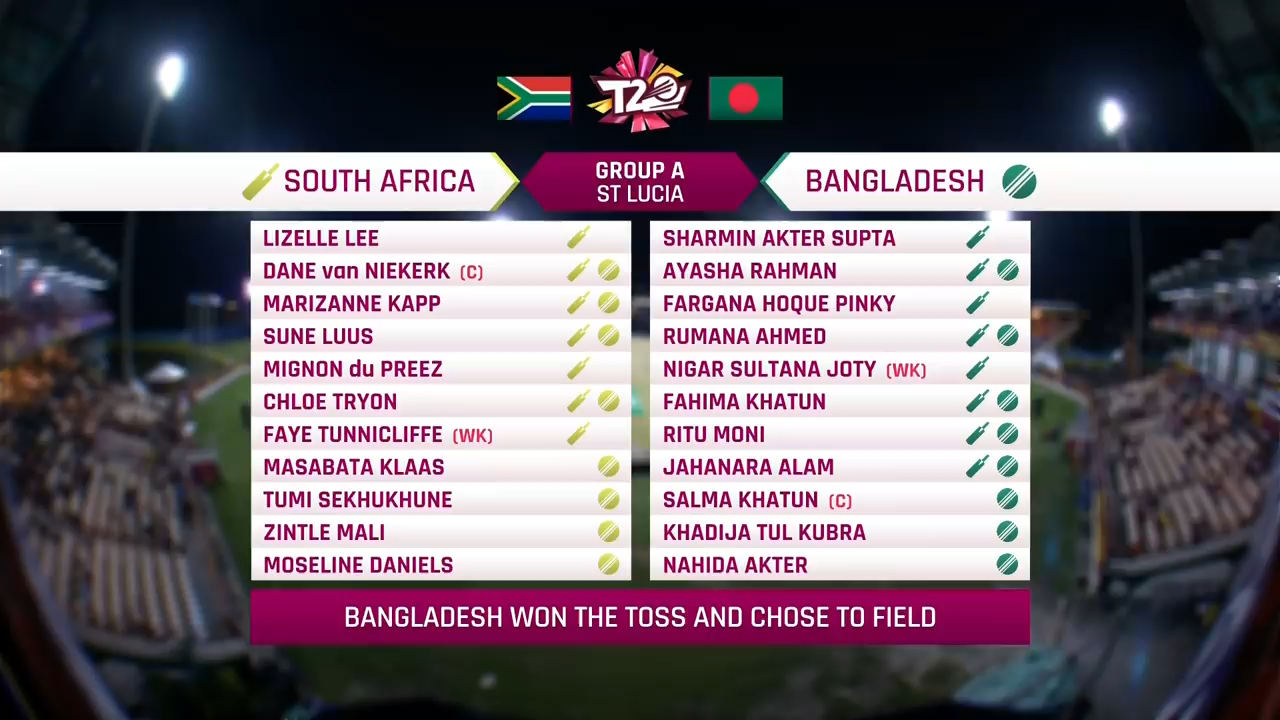 T20
SOUTH AFRICA
GROUP A
ST LUCIA
BANGLADESH
LIZELLE LEE
DANE van NIEKERK (C)
MARIZANNE KAPP
SUNE LUUS
MIGNON du PREEZ
CHLOE TRYON
FAYE TUNNICLIFFE (WK)
MASABATA KLAAS
TUMI SEKHUKHUNE
ZINTLE MALI
MOSELINE DANIELS
SHARMIN AKTER SUPTA
AYASHA RAHMAN
FARGANA HOQUE PINKY
RUMANA AHMED
NIGAR SULTANA JOTY (WK)
FAHIMA KHATUN
RITU MONI
JAHANARA ALAM
SALMA KHATUN (C)
KHADIJA TUL KUBRA
NAHIDA AKTER
BANGLADESH WON THE TOSS AND CHOSE TO FIELD